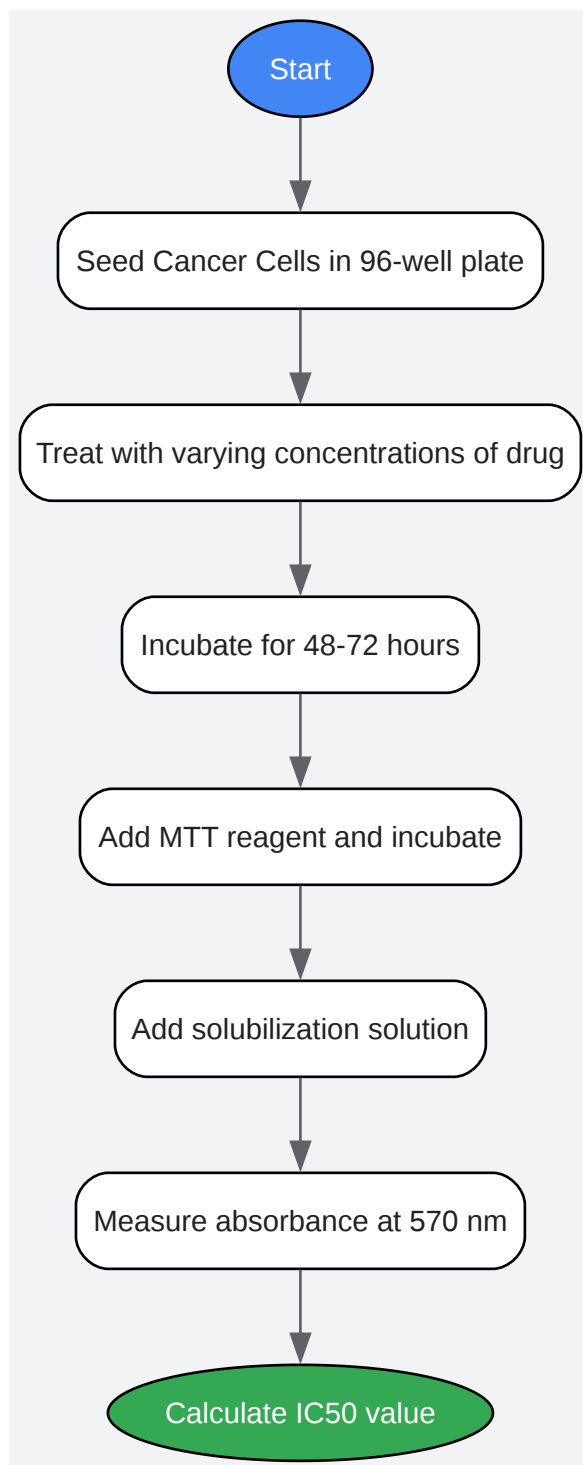 Start
Seed Cancer Cells in 96-well plate
Treat with varying concentrations of drug
Incubate for 48-72 hours
Add MTT reagent and incubate
Add solubilization solution
Measure absorbance at 570 nm
Calculate IC50 value